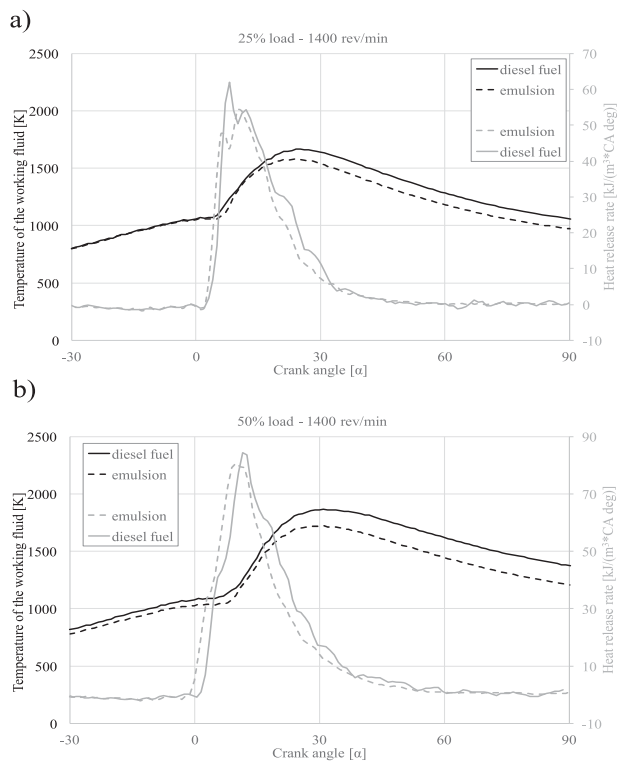 a)
25% load - 1400 rev/min
Temperature of the working fluid [K]
2500
2000
1500
1000
500
0
diesel fuel
emulsion
emulsion
diesel fuel
70
60
50
40
30
20
10
0
-10
Heat release rate [kJ/(m³*CA deg)]
-30
0
30
60
90
Crank angle [α]
b)
50% load - 1400 rev/min
Temperature of the working fluid [K]
2500
2000
1500
1000
500
0
diesel fuel
emulsion
emulsion
diesel fuel
90
70
50
30
10
-10
Heat release rate [kJ/(m³*CA deg)]
-30
0
30
60
90
Crank angle [α]